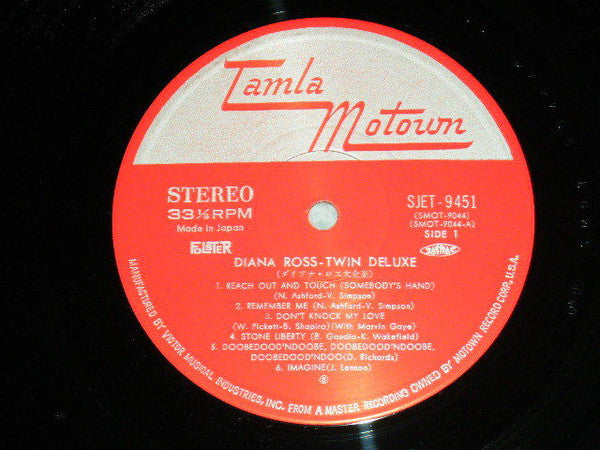 Tamla
Motown
STEREO
33⅓ RPM
Made in Japan
SJET-9451
(SMOT-9044)
(SMOT-9044-A)
SIDE 1
DIANA ROSS-TWIN DELUXE
(ダイアナ・ロス大全集)
1. REACH OUT AND TOUCH (SOMEBODY'S HAND)
(N. Ashford-V. Simpson)
2. REMEMBER ME (N. Ashford-V. Simpson)
3. DON'T KNOCK MY LOVE
(W. Pickett-B. Shapiro)(With Marvin Gaye)
4. STONE LIBERTY (B. Gaudio-K. Wakefield)
5. DOOBEDOOD'NDOOBE, DOOBEDOOD'NDOOBE,
DOOBEDOOD'NDOO(D. Richards)
6. IMAGINE(J. Lennon)
Ⓢ
MANUFACTURED BY VICTOR MUSICAL INDUSTRIES, INC. FROM A MASTER RECORDING OWNED BY MOTOWN RECORD CORP. U.S.A.